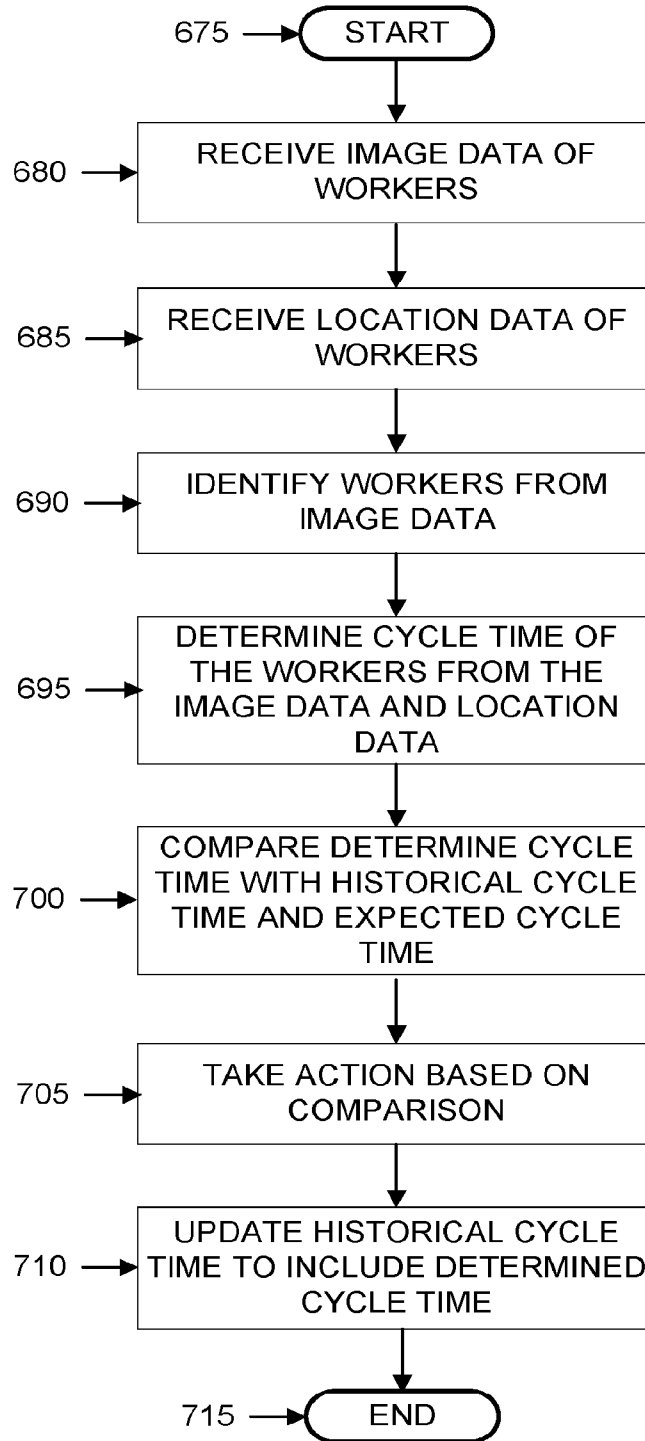 675 START
680 RECEIVE IMAGE DATA OF
WORKERS
685 RECEIVE LOCATION DATA OF
WORKERS
690 IDENTIFY WORKERS FROM
IMAGE DATA
695 DETERMINE CYCLE TIME OF
THE WORKERS FROM THE
IMAGE DATA AND LOCATION
DATA
700 COMPARE DETERMINE CYCLE
TIME WITH HISTORICAL CYCLE
TIME AND EXPECTED CYCLE
TIME
705 TAKE ACTION BASED ON
COMPARISON
710 UPDATE HISTORICAL CYCLE
TIME TO INCLUDE DETERMINED
CYCLE TIME
715 END